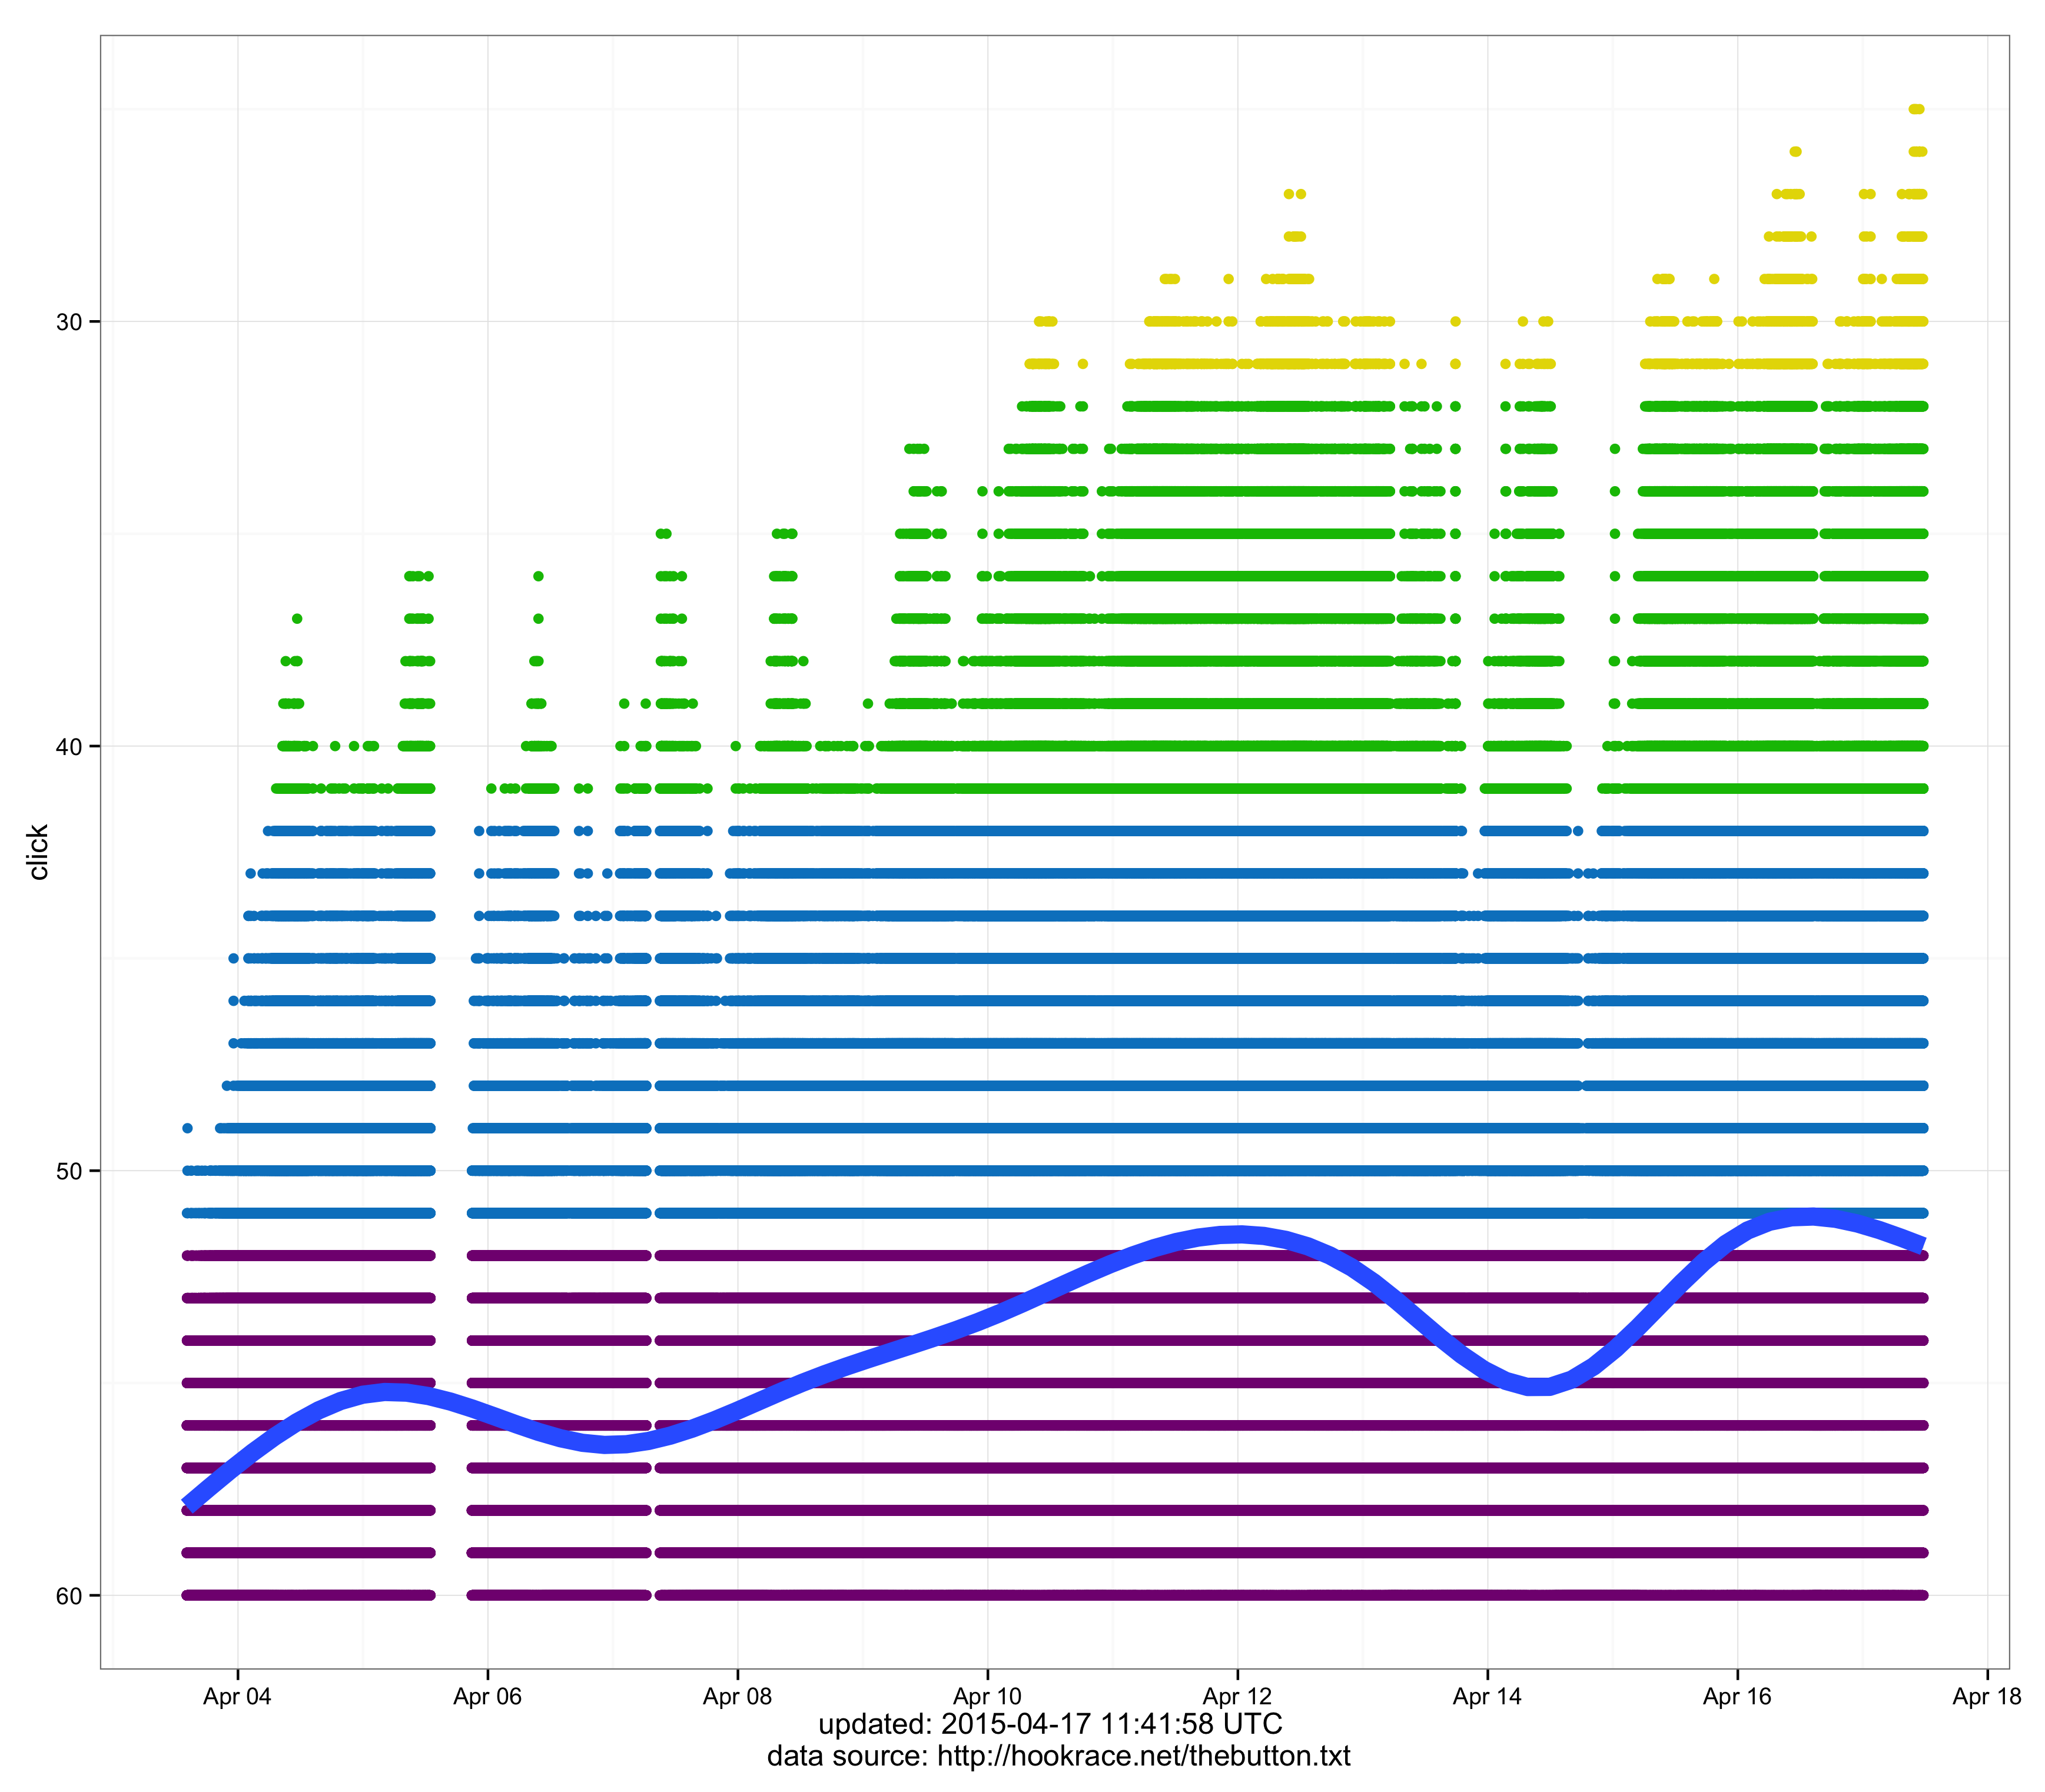 click
30
40
50
60
Apr 04 Apr 06 Apr 08 Apr 10 Apr 12 Apr 14 Apr 16 Apr 18
updated: 2015-04-17 11:41:58 UTC
data source: http://hookrace.net/thebutton.txt